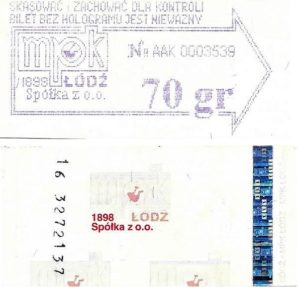 SKASOWAĆ I ZACHOWAĆ DLA KONTROLI
BILET BEZ HOLOGRAMU JEST NIEWAŻNY
mpk
NR AAK 0003539
1898 ŁÓDŹ
Spółka z o.o.
70 gr
16 3272137
1898 ŁÓDŹ
Spółka z o.o.